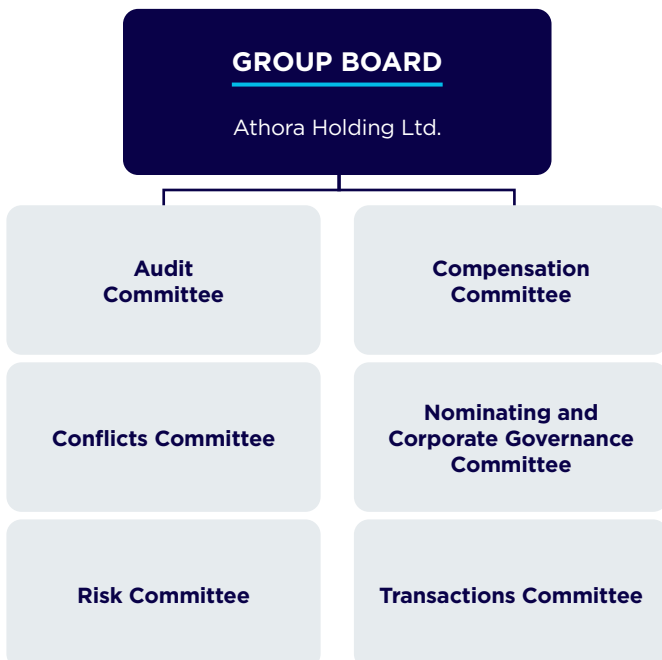 GROUP BOARD
Athora Holding Ltd.
Audit
Committee
Compensation
Committee
Conflicts Committee
Nominating and
Corporate Governance
Committee
Risk Committee
Transactions Committee